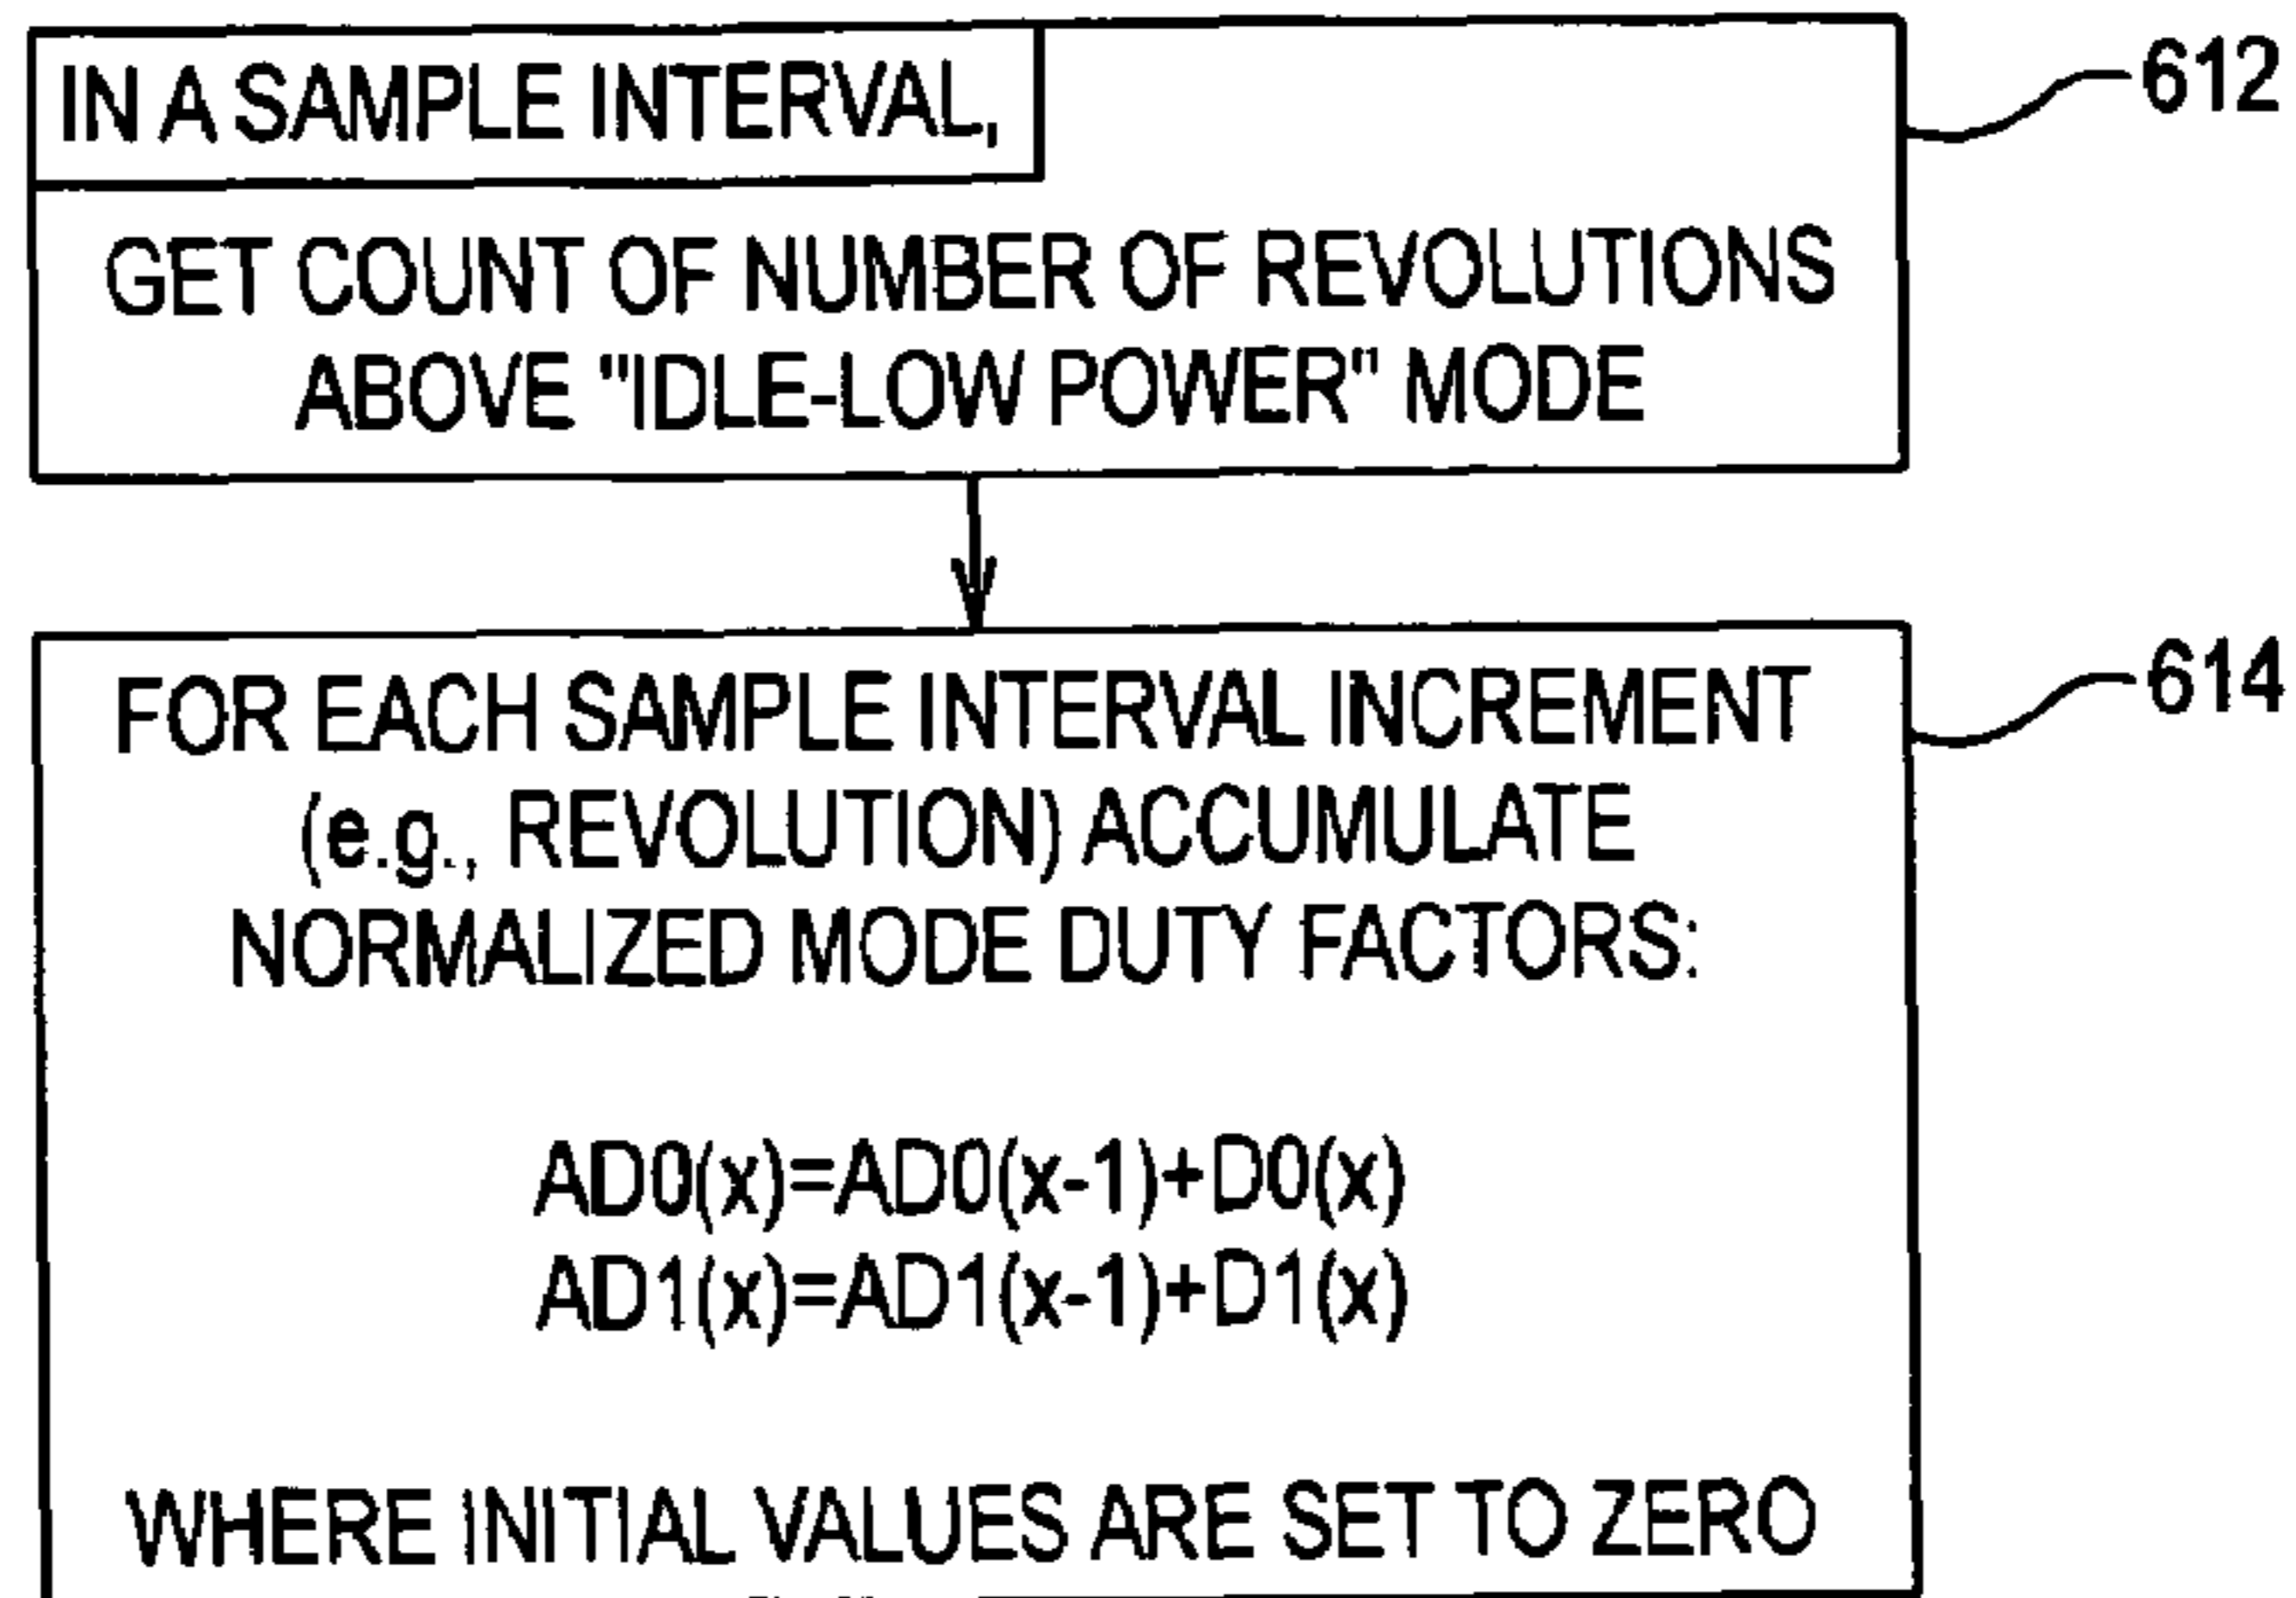 IN A SAMPLE INTERVAL,
612
GET COUNT OF NUMBER OF REVOLUTIONS
ABOVE "IDLE-LOW POWER" MODE
FOR EACH SAMPLE INTERVAL INCREMENT
614
(e.g., REVOLUTION) ACCUMULATE
NORMALIZED MODE DUTY FACTORS:
AD0(x)=AD0(x-1)+D0(x)
AD1(x)=AD1(x-1)+D1(x)
WHERE INITIAL VALUES ARE SET TO ZERO